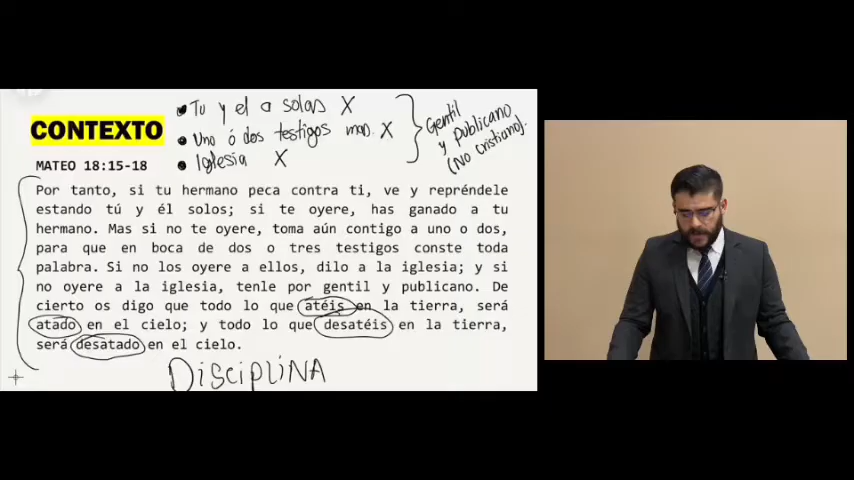 • Tu y el a solas X
• Uno ó dos testigos mas. X
• Iglesia X
Gentil
y Publicano
(No cristiano).
CONTEXTO
MATEO 18:15-18
Por tanto, si tu hermano peca contra ti, ve y repréndele
estando tú y él solos; si te oyere, has ganado a tu
hermano. Mas si no te oyere, toma aún contigo a uno o dos,
para que en boca de dos o tres testigos conste toda
palabra. Si no los oyere a ellos, dilo a la iglesia; y si
no oyere a la iglesia, tenle por gentil y publicano. De
cierto os digo que todo lo que atéis en la tierra, será
atado en el cielo; y todo lo que desatéis en la tierra,
será desatado en el cielo.
DisciplinA